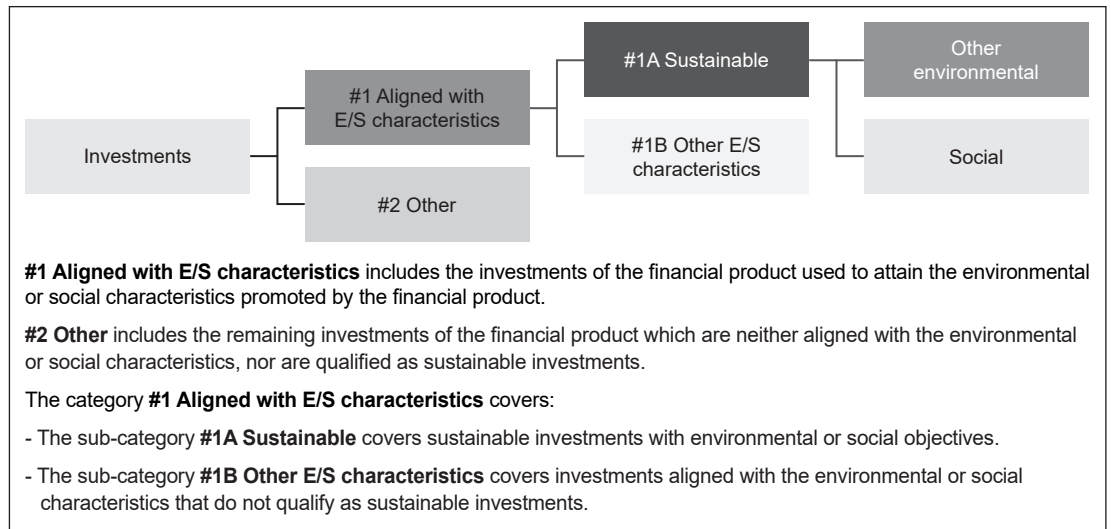 #1A Sustainable
Other
environmental
#1 Aligned with
E/S characteristics
Investments
#1B Other E/S
characteristics
Social
#2 Other
#1 Aligned with E/S characteristics includes the investments of the financial product used to attain the environmental
or social characteristics promoted by the financial product.
#2 Other includes the remaining investments of the financial product which are neither aligned with the environmental
or social characteristics, nor are qualified as sustainable investments.
The category #1 Aligned with E/S characteristics covers:
- The sub-category #1A Sustainable covers sustainable investments with environmental or social objectives.
- The sub-category #1B Other E/S characteristics covers investments aligned with the environmental or social
characteristics that do not qualify as sustainable investments.